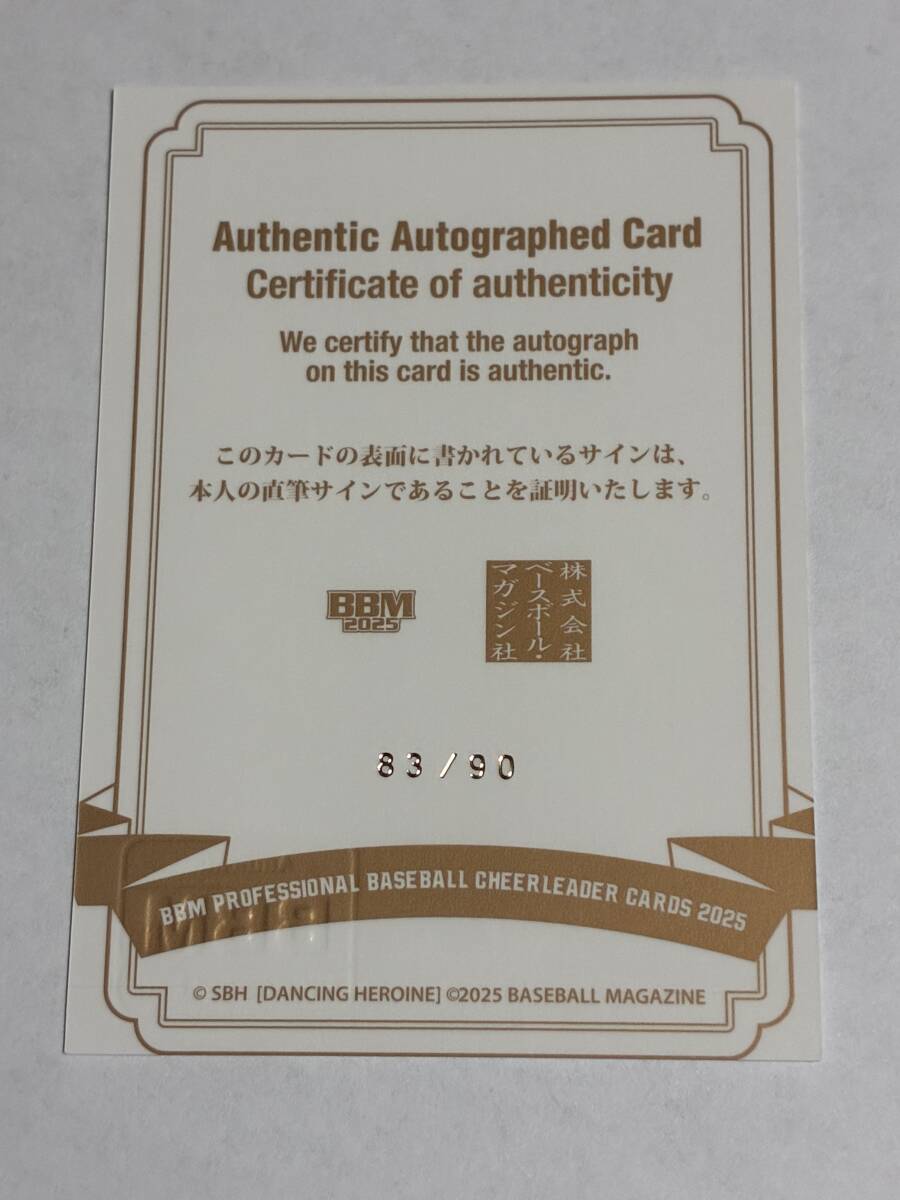 Authentic Autographed Card
Certificate of authenticity
We certify that the autograph
on this card is authentic.
このカードの表面に書かれているサインは、
本人の直筆サインであることを証明いたします。
BBM
2025
株式会社
ベースボール・
マガジン社
83/90
BBM PROFESSIONAL BASEBALL CHEERLEADER CARDS 2025
© SBH [DANCING HEROINE] ©2025 BASEBALL MAGAZINE